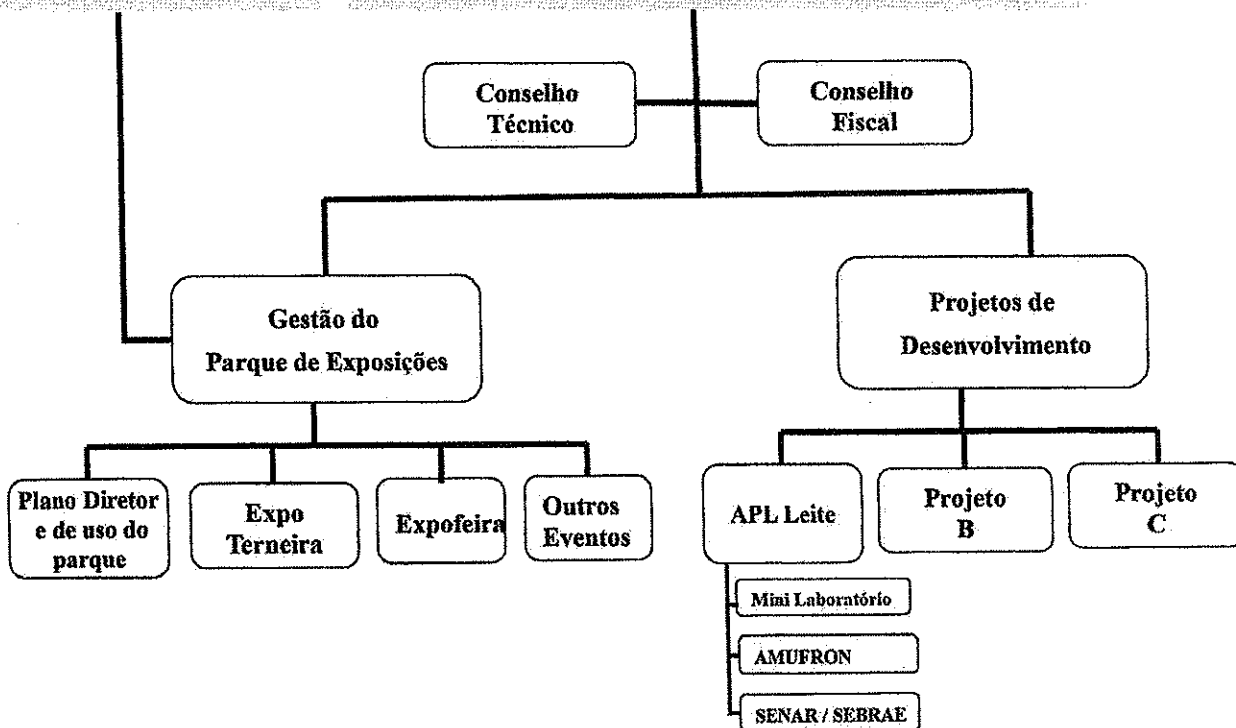 Conselho
Técnico
Conselho
Fiscal
Gestão do
Parque de Exposições
Projetos de
Desenvolvimento
Plano Diretor
e de uso do
parque
Expo
Terneira
Expofeira
Outros
Eventos
APL Leite
Projeto
B
Projeto
C
Mini Laboratório
AMUFRON
SENAR / SEBRAE